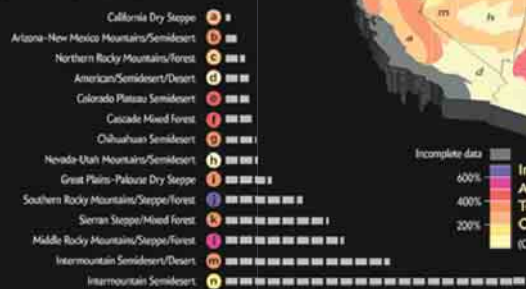 California Dry Steppe a
Arizona-New Mexico Mountains/Semidesert b
Northern Rocky Mountains/Forest c
American/Semidesert/Desert d
Colorado Plateau Semidesert e
Cascade Mixed Forest f
Chihuahuan Semidesert g
Nevada-Utah Mountains/Semidesert h
Great Plains-Palouse Dry Steppe i
Southern Rocky Mountains/Steppe/Forest j
Sierran Steppe/Mixed Forest k
Middle Rocky Mountains/Steppe/Forest l
Intermountain Semidesert/Desert m
Intermountain Semidesert n
m
h
a
d
Incomplete data
600%
400%
200%